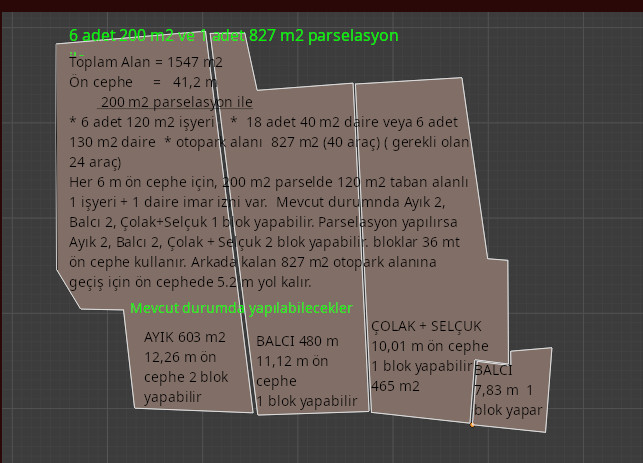 6 adet 200 m2 ve 1 adet 827 m2 parselasyon
Toplam Alan = 1547 m2
Ön cephe = 41,2 m
200 m2 parselasyon ile
* 6 adet 120 m2 işyeri * 18 adet 40 m2 daire veya 6 adet
130 m2 daire * otopark alanı 827 m2 (40 araç) ( gerekli olan
24 araç)
Her 6 m ön cephe için, 200 m2 parselde 120 m2 taban alanlı
1 işyeri + 1 daire imar izni var. Mevcut durumnda Ayık 2,
Balcı 2, Çolak+Selçuk 1 blok yapabilir. Parselasyon yapılırsa
Ayık 2, Balcı 2, Çolak + Selçuk 2 blok yapabilir. bloklar 36 mt
ön cephe kullanır. Arkada kalan 827 m2 otopark alanına
geçiş için ön cephede 5.2 m yol kalır.
Mevcut durumda yapılabilecekler
AYIK 603 m2
12,26 m ön
cephe 2 blok
yapabilir
BALCI 480 m
11,12 m ön
cephe
1 blok yapabilir
ÇOLAK + SELÇUK
10,01 m ön cephe
1 blok yapabilir
465 m2
BALCI
7,83 m 1
blok yapar